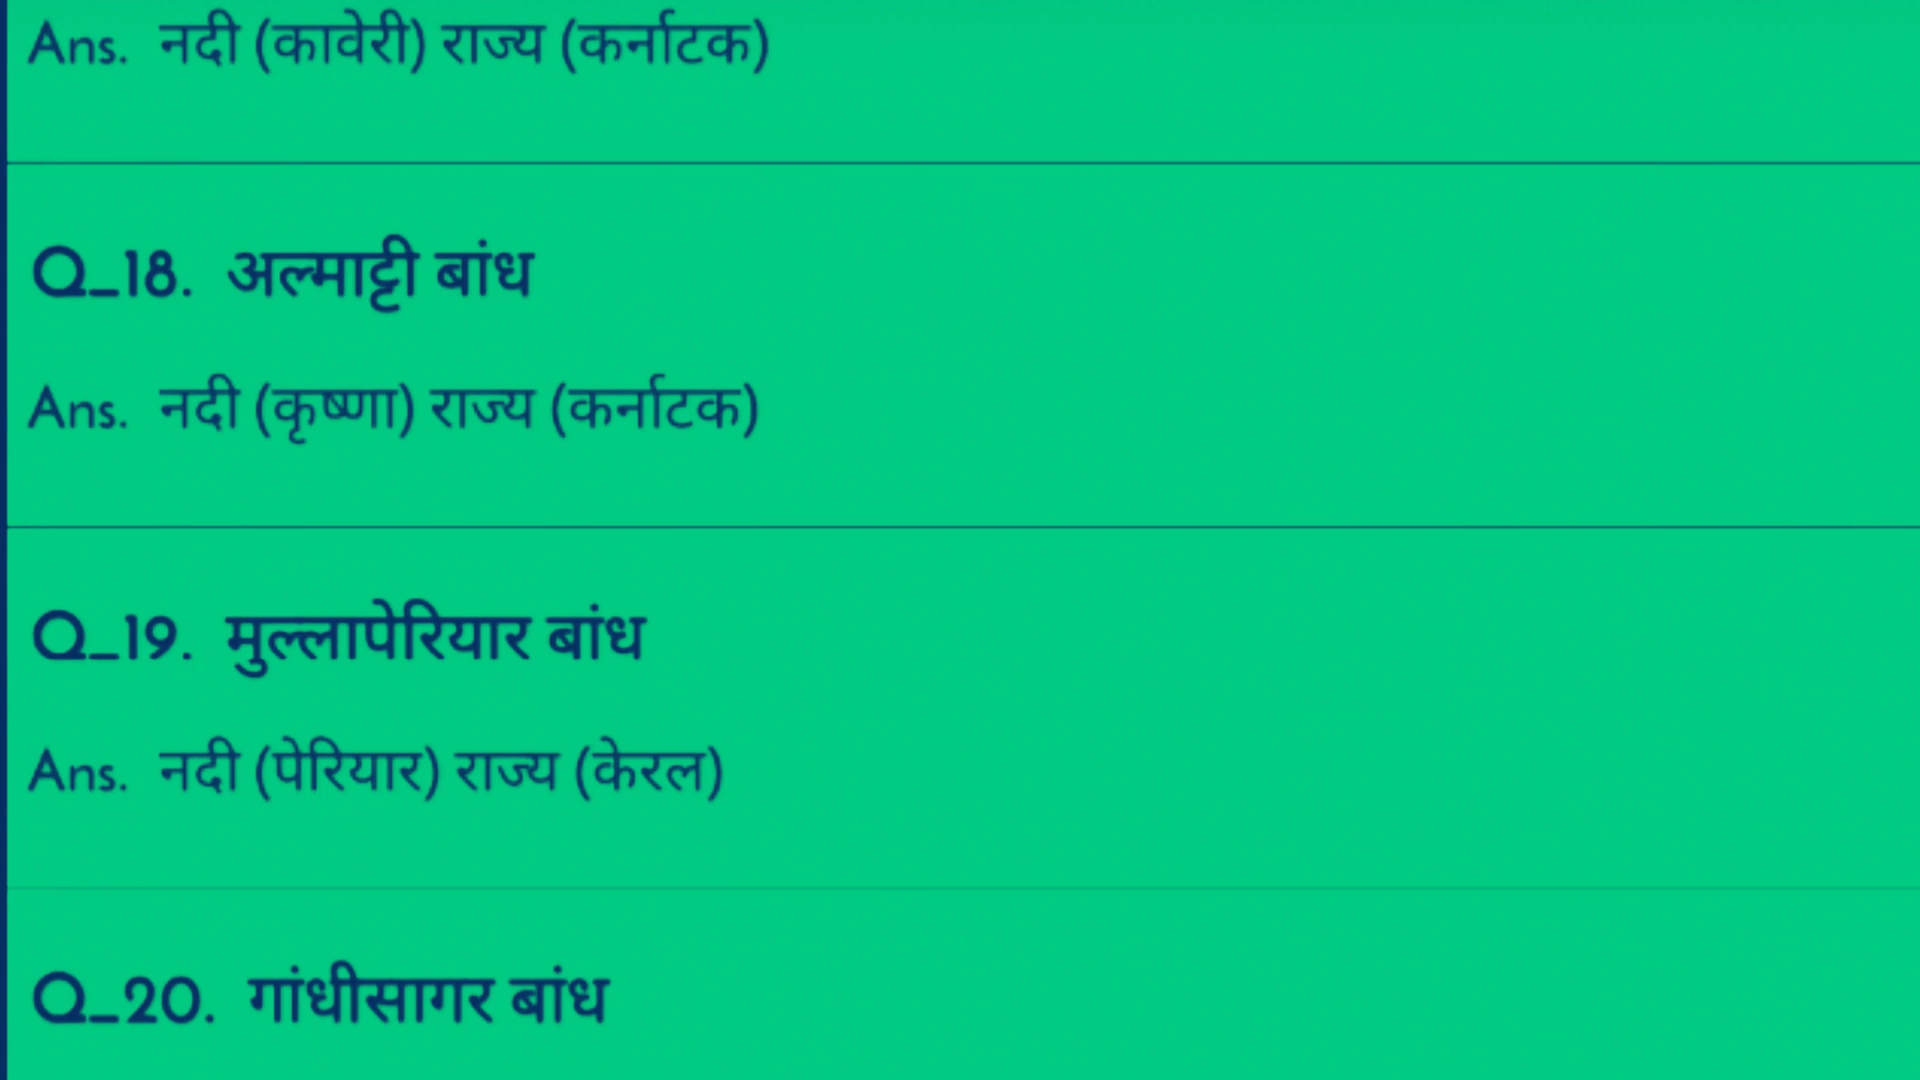 Ans. नदी (कावेरी) राज्य (कर्नाटक)
Q_18. अल्माट्टी बांध
Ans. नदी (कृष्णा) राज्य (कर्नाटक)
Q_19. मुल्लापेरियार बांध
Ans. नदी (पेरियार) राज्य (केरल)
Q_20. गांधीसागर बांध